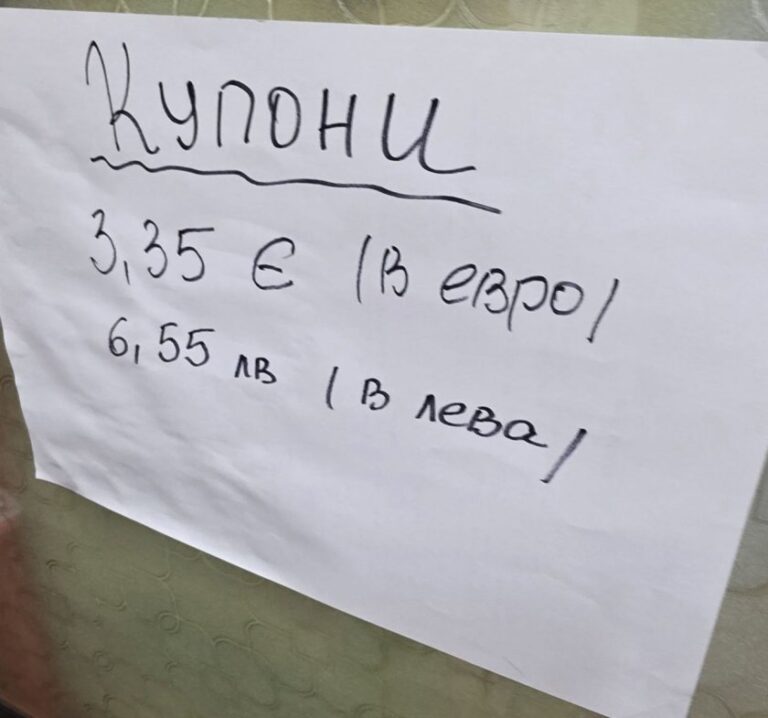 Купони
3,35 € /в евро/
6,55 лв /в лева/